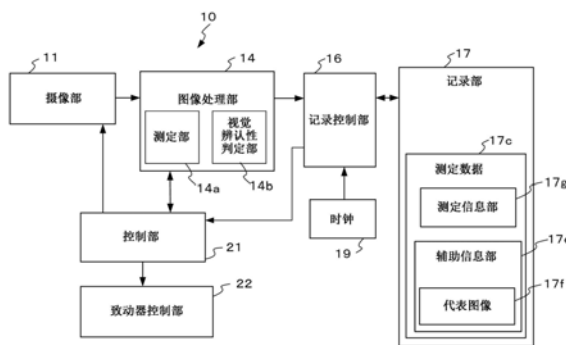 10
11
摄像部
14
图像处理部
测定部
14a
视觉
辨认性
判定部
14b
16
记录控制部
17
记录部
17c
测定数据
测定信息部
17g
辅助信息部
代表图像
17f
时钟
19
控制部
21
致动器控制部
22